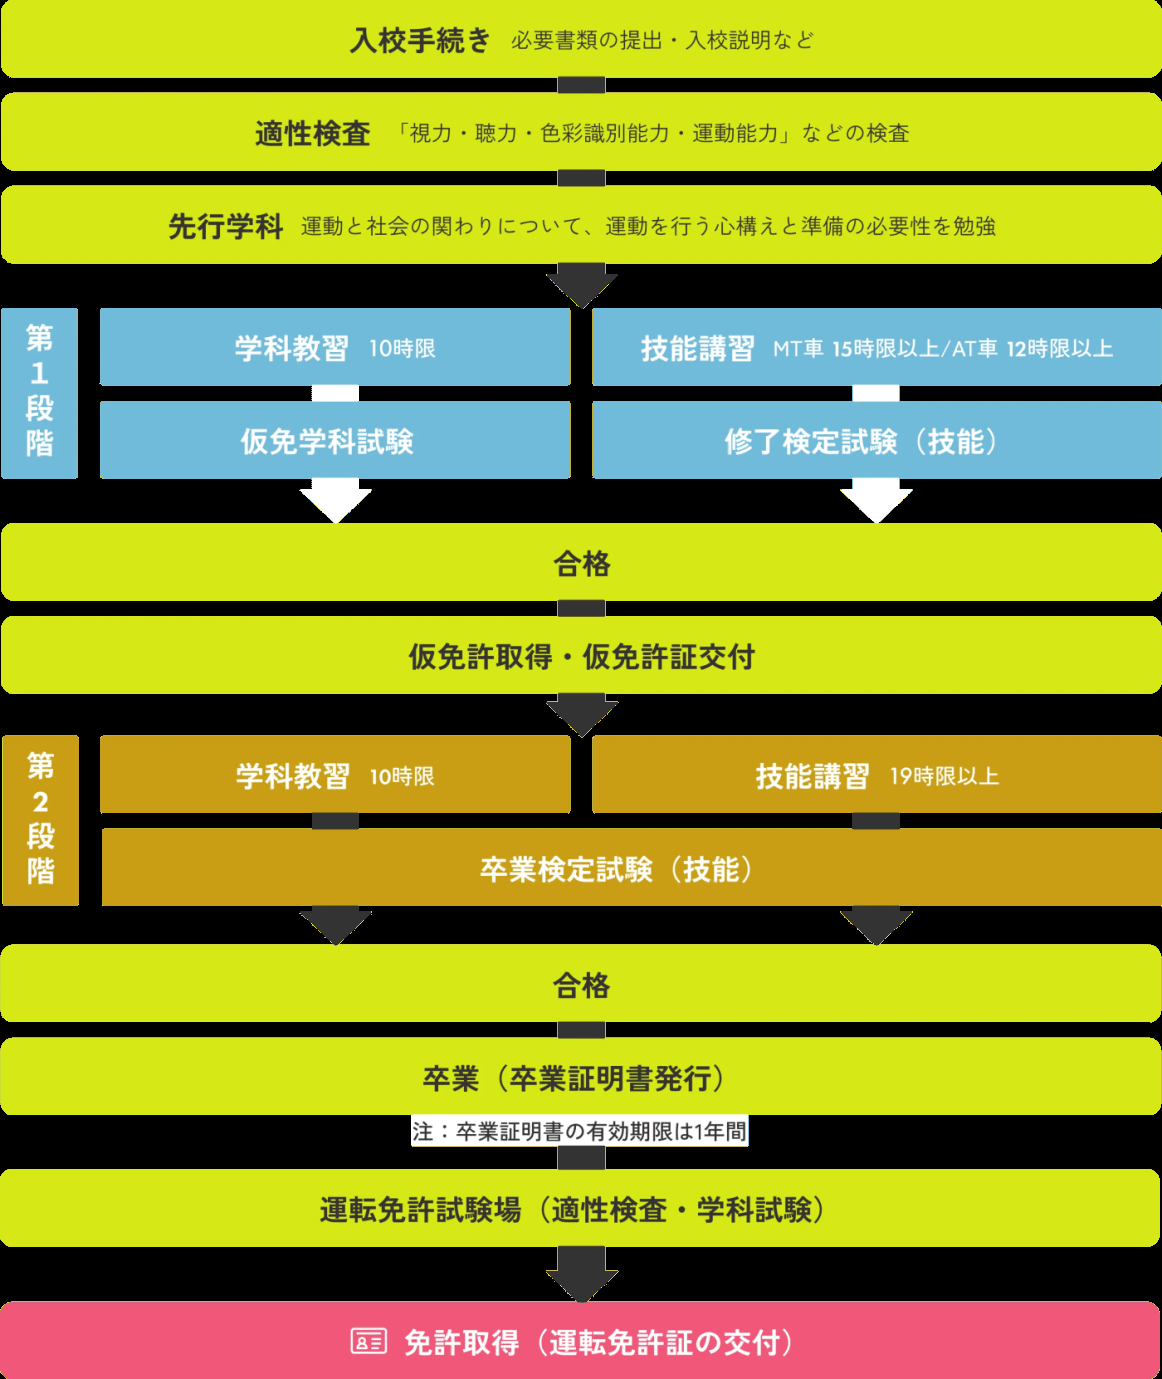 入校手続き 必要書類の提出・入校説明など
適性検査 「視力・聴力・色彩識別能力・運動能力」などの検査
先行学科 運動と社会の関わりについて、運動を行う心構えと準備の必要性を勉強
第1段階
学科教習 10時限
技能講習 MT車 15時限以上/AT車 12時限以上
仮免学科試験
修了検定試験（技能）
合格
仮免許取得・仮免許証交付
第2段階
学科教習 10時限
技能講習 19時限以上
卒業検定試験（技能）
合格
卒業（卒業証明書発行）
注：卒業証明書の有効期限は1年間
運転免許試験場（適性検査・学科試験）
免許取得（運転免許証の交付）